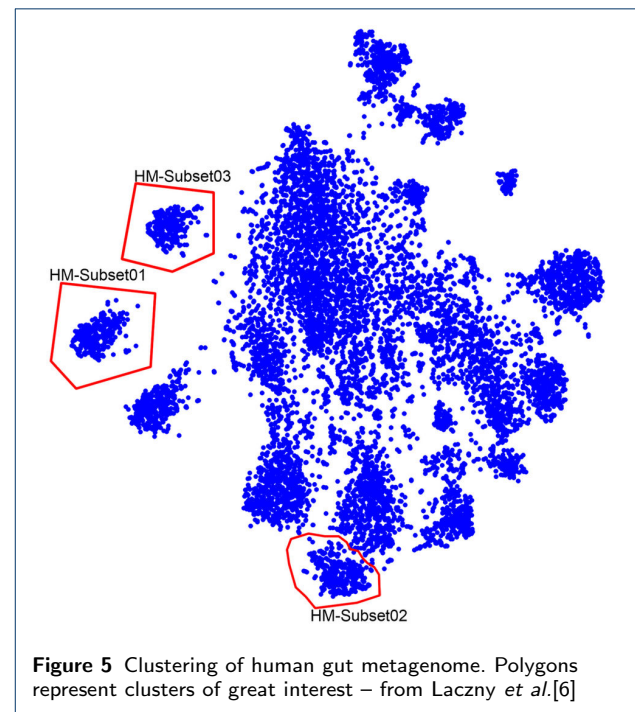 HM-Subset03
HM-Subset01
HM-Subset02
Figure 5 Clustering of human gut metagenome. Polygons
represent clusters of great interest – from Laczny et al.[6]